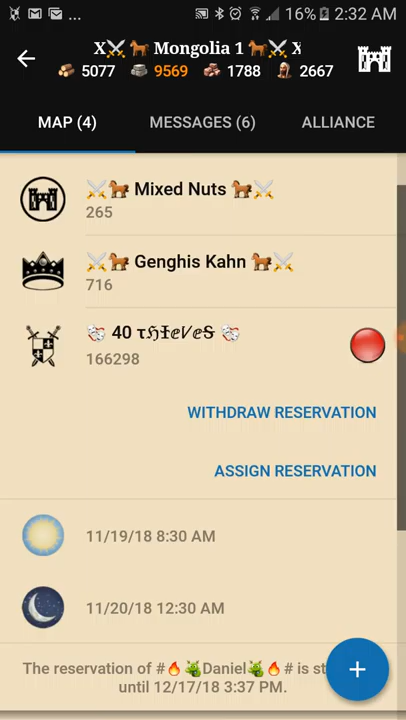 16% 2:32 AM
X⚔️🐎 Mongolia 1 🐎⚔️ X
5077 9569 1788 2667
MAP (4) MESSAGES (6) ALLIANCE
⚔️🐎 Mixed Nuts 🐎⚔️
265
⚔️🐎 Genghis Kahn 🐎⚔️
716
🎭 40 τℌɪ̵ℯVℯS̵ 🎭
166298
WITHDRAW RESERVATION
ASSIGN RESERVATION
11/19/18 8:30 AM
11/20/18 12:30 AM
The reservation of #🔥🐲Daniel🐲🔥# is st
until 12/17/18 3:37 PM.